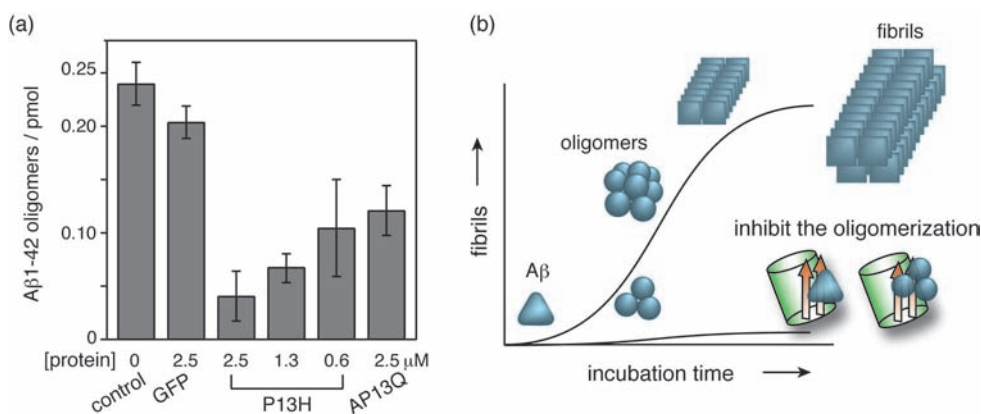 (a)
0.25
0.20
0.10
0
Aβ1-42 oligomers / pmol
[protein] 0 2.5 2.5 1.3 0.6 2.5 μM
control GFP P13H AP13Q
(b)
fibrils
oligomers
Aβ
inhibit the oligomerization
fibrils
incubation time